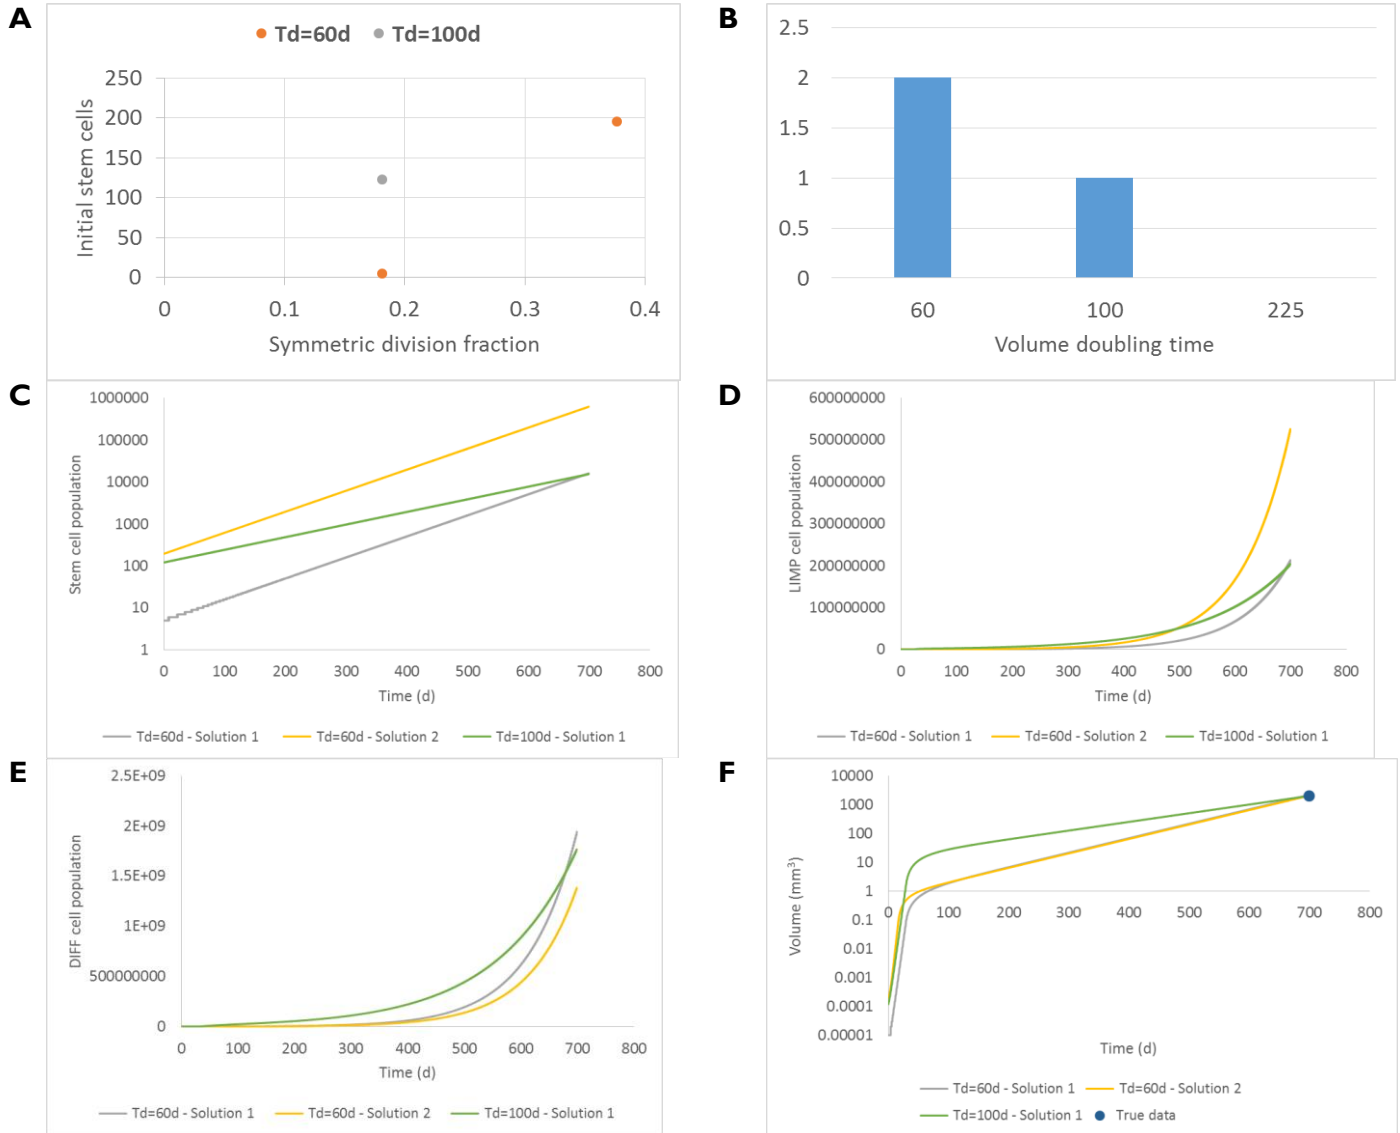 A
Td=60d Td=100d
Initial stem cells
250
200
150
100
50
0
0 0.1 0.2 0.3 0.4
Symmetric division fraction
B
2.5
2
1.5
1
0.5
0
60 100 225
Volume doubling time
C
Stem cell population
1000000
100000
10000
1000
100
10
1
0 100 200 300 400 500 600 700 800
Time (d)
Td=60d - Solution 1 Td=60d - Solution 2 Td=100d - Solution 1
D
LIMP cell population
600000000
500000000
400000000
300000000
200000000
100000000
0
0 100 200 300 400 500 600 700 800
Time (d)
Td=60d - Solution 1 Td=60d - Solution 2 Td=100d - Solution 1
E
DIFF cell population
2.5E+09
2E+09
1.5E+09
1E+09
500000000
0
0 100 200 300 400 500 600 700 800
Time (d)
Td=60d - Solution 1 Td=60d - Solution 2 Td=100d - Solution 1
F
Volume (mm³)
10000
1000
100
10
1
0.1
0.01
0.001
0.0001
0.00001
0 100 200 300 400 500 600 700 800
Time (d)
Td=60d - Solution 1 Td=60d - Solution 2
Td=100d - Solution 1 True data